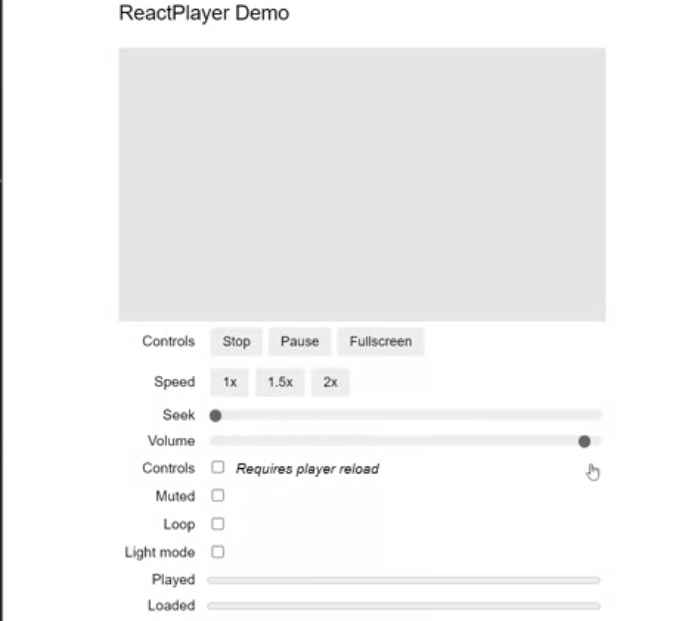 ReactPlayer Demo
Controls Stop Pause Fullscreen
Speed 1x 1.5x 2x
Seek
Volume
Controls Requires player reload
Muted
Loop
Light mode
Played
Loaded